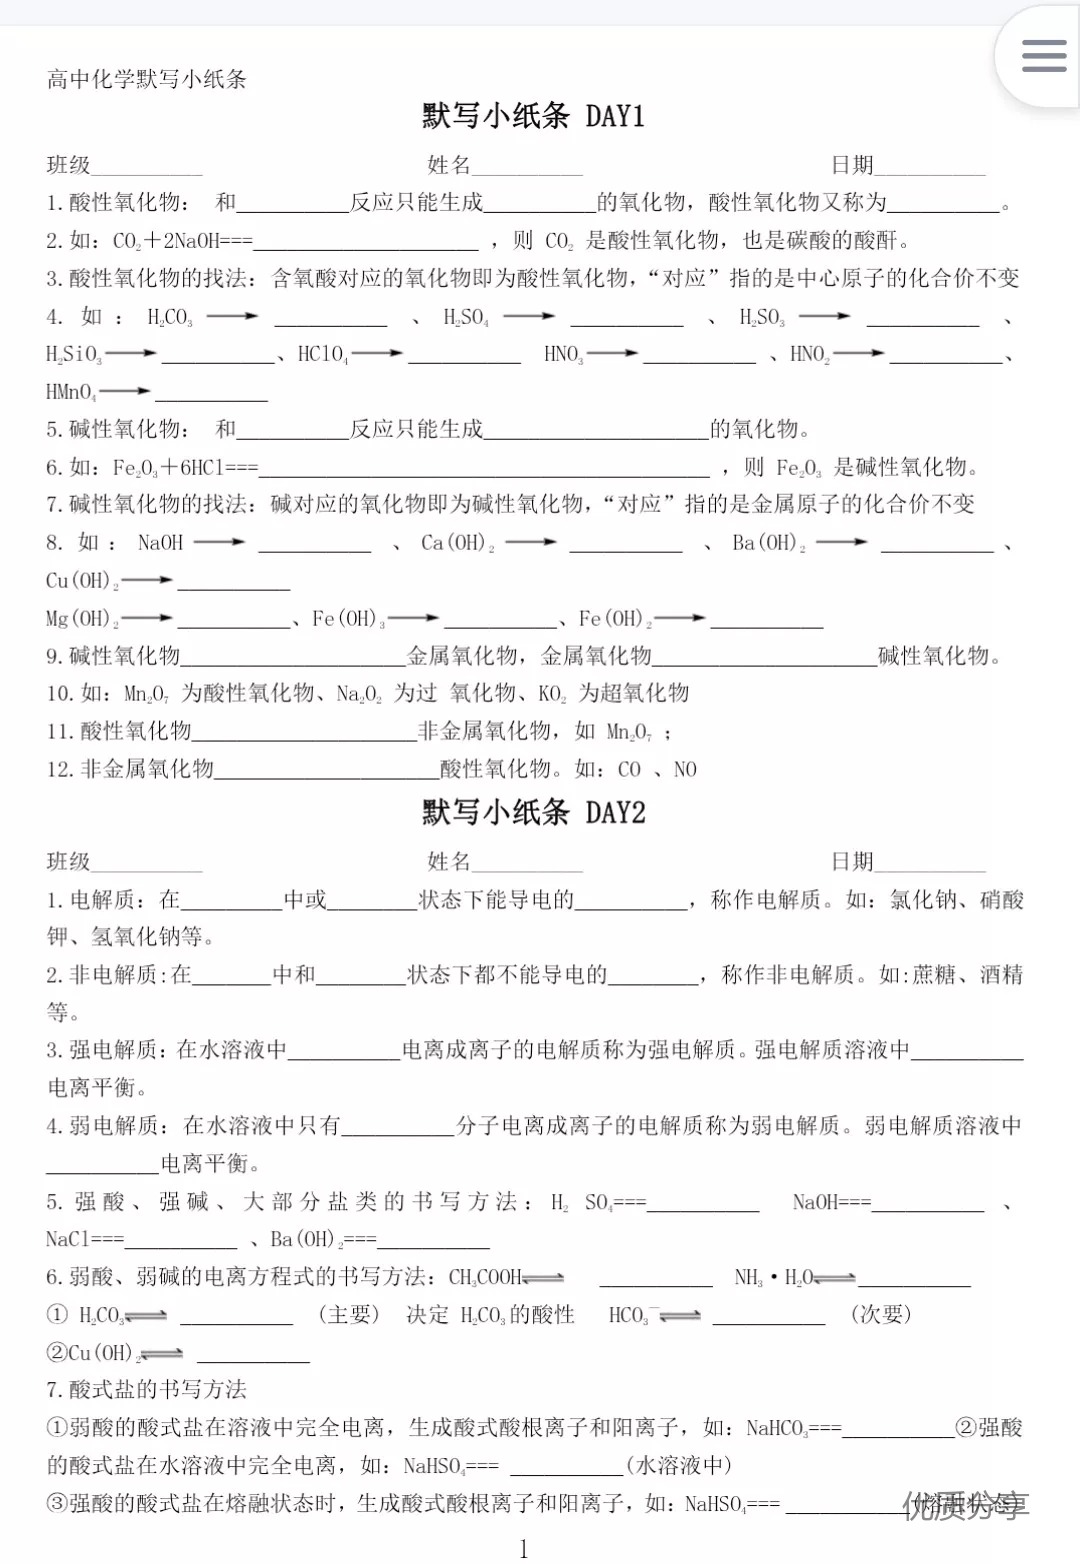 高中化学默写小纸条
默写小纸条 DAY1
班级__________ 姓名__________ 日期__________
1.酸性氧化物： 和__________反应只能生成__________的氧化物，酸性氧化物又称为__________。
2.如：CO₂＋2NaOH===____________________ ，则 CO₂ 是酸性氧化物，也是碳酸的酸酐。
3.酸性氧化物的找法：含氧酸对应的氧化物即为酸性氧化物，“对应”指的是中心原子的化合价不变
4. 如：H₂CO₃ ⟶ __________ 、 H₂SO₄ ⟶ __________ 、 H₂SO₃ ⟶ __________ 、
H₂SiO₃⟶__________、HClO₄⟶__________ HNO₃⟶__________ 、HNO₂⟶__________、
HMnO₄⟶__________
5.碱性氧化物： 和__________反应只能生成____________________的氧化物。
6.如：Fe₂O₃＋6HCl===________________________________________ ，则 Fe₂O₃ 是碱性氧化物。
7.碱性氧化物的找法：碱对应的氧化物即为碱性氧化物，“对应”指的是金属原子的化合价不变
8. 如：NaOH ⟶ __________ 、 Ca(OH)₂ ⟶ __________ 、 Ba(OH)₂ ⟶ __________ 、
Cu(OH)₂⟶__________
Mg(OH)₂⟶__________、Fe(OH)₃⟶__________、Fe(OH)₂⟶__________
9.碱性氧化物____________________金属氧化物，金属氧化物____________________碱性氧化物。
10.如：Mn₂O₇ 为酸性氧化物、Na₂O₂ 为过 氧化物、KO₂ 为超氧化物
11.酸性氧化物____________________非金属氧化物，如 Mn₂O₇ ；
12.非金属氧化物____________________酸性氧化物。如：CO 、NO
默写小纸条 DAY2
班级__________ 姓名__________ 日期__________
1.电解质：在_________中或________状态下能导电的__________，称作电解质。如：氯化钠、硝酸
钾、氢氧化钠等。
2.非电解质:在_______中和________状态下都不能导电的________，称作非电解质。如:蔗糖、酒精
等。
3.强电解质：在水溶液中__________电离成离子的电解质称为强电解质。强电解质溶液中__________
电离平衡。
4.弱电解质：在水溶液中只有__________分子电离成离子的电解质称为弱电解质。弱电解质溶液中
__________电离平衡。
5.强酸、强碱、大部分盐类的书写方法：H₂ SO₄===__________ NaOH===__________ 、
NaCl===__________ 、Ba(OH)₂===__________
6.弱酸、弱碱的电离方程式的书写方法：CH₃COOH⇌ __________ NH₃·H₂O⇌__________
① H₂CO₃⇌ __________ (主要) 决定 H₂CO₃的酸性 HCO₃⁻⇌ __________ (次要)
②Cu(OH)₂⇌ __________
7.酸式盐的书写方法
①弱酸的酸式盐在溶液中完全电离，生成酸式酸根离子和阳离子，如：NaHCO₃===__________②强酸
的酸式盐在水溶液中完全电离，如：NaHSO₄=== __________(水溶液中)
③强酸的酸式盐在熔融状态时，生成酸式酸根离子和阳离子，如：NaHSO₄=== ___________(熔融状态)
优质分享
1